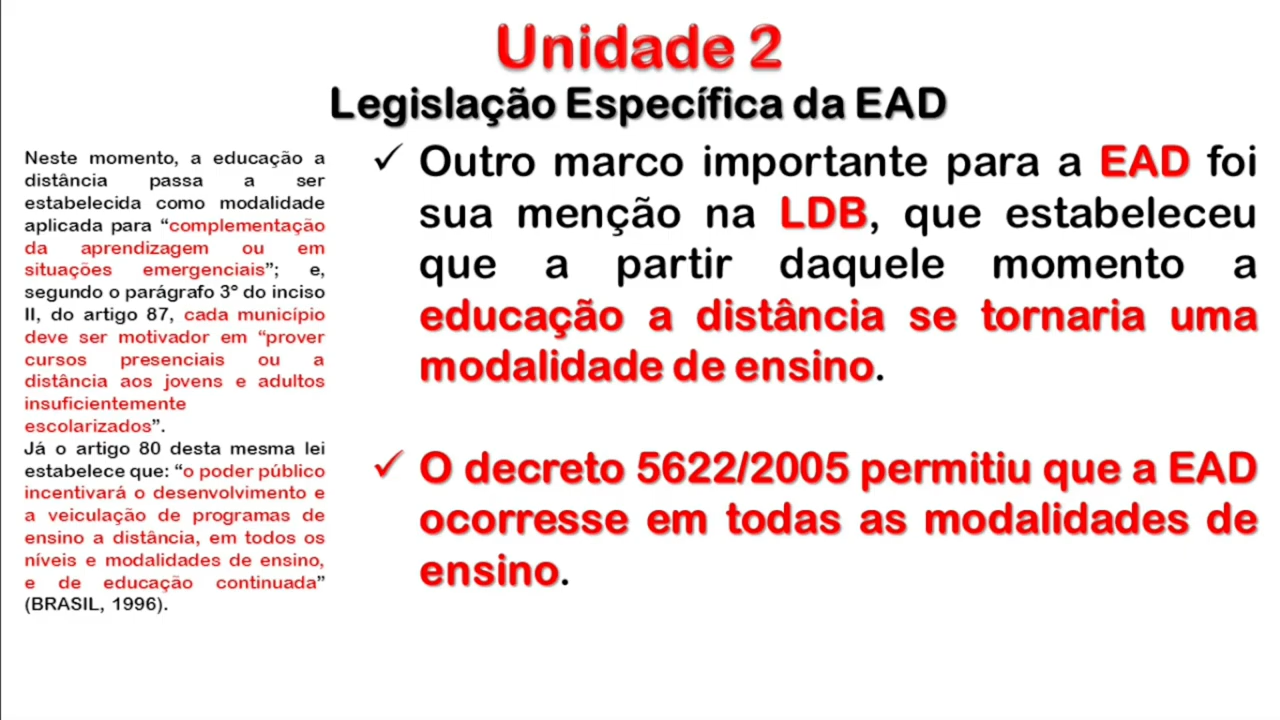 Unidade 2
Legislação Específica da EAD
Neste momento, a educação a
distância passa a ser
estabelecida como modalidade
aplicada para “complementação
da aprendizagem ou em
situações emergenciais”; e,
segundo o parágrafo 3° do inciso
II, do artigo 87, cada município
deve ser motivador em “prover
cursos presenciais ou a
distância aos jovens e adultos
insuficientemente
escolarizados”.
Já o artigo 80 desta mesma lei
estabelece que: “o poder público
incentivará o desenvolvimento e
a veiculação de programas de
ensino a distância, em todos os
níveis e modalidades de ensino,
e de educação continuada”
(BRASIL, 1996).
✓ Outro marco importante para a EAD foi
sua menção na LDB, que estabeleceu
que a partir daquele momento a
educação a distância se tornaria uma
modalidade de ensino.
✓ O decreto 5622/2005 permitiu que a EAD
ocorresse em todas as modalidades de
ensino.